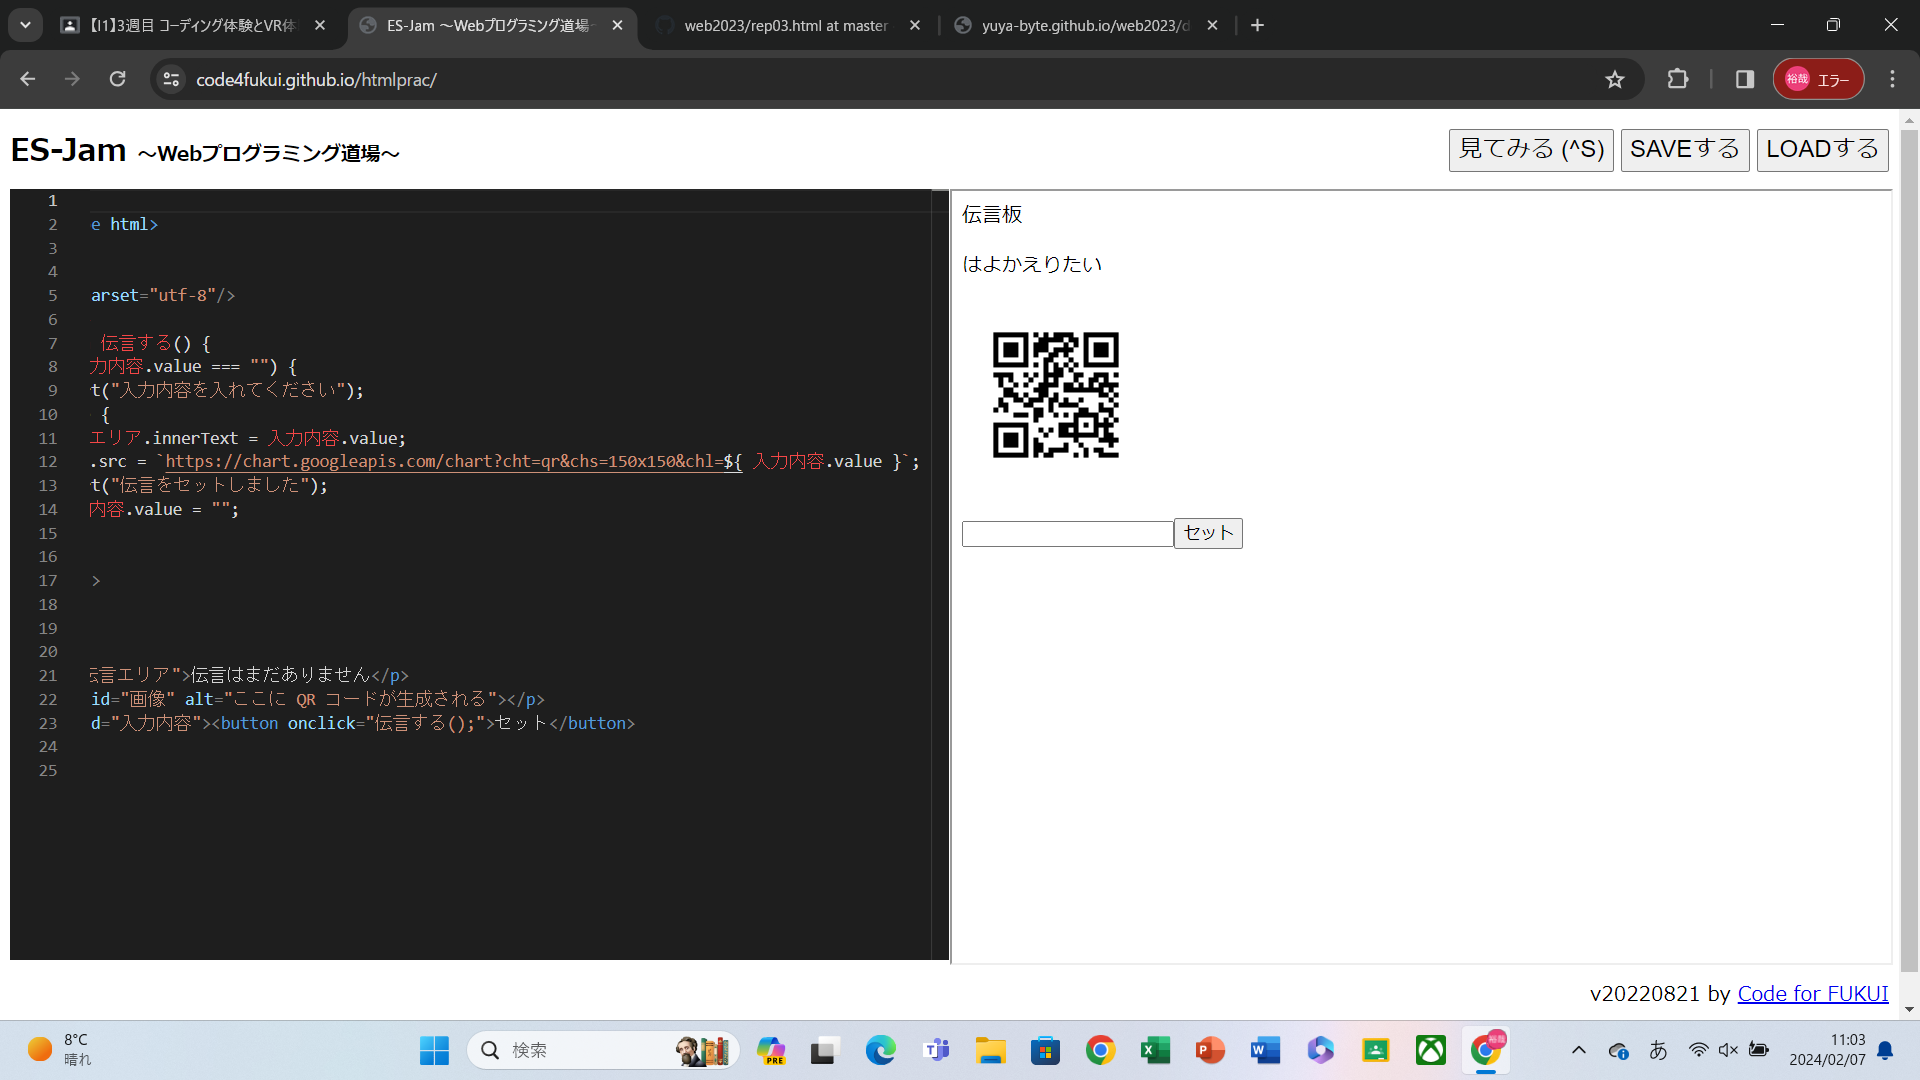 【I1】3週目 コーディング体験とVR体
ES-Jam ～Webプログラミング道場～
web2023/rep03.html at master
yuya-byte.github.io/web2023/d
code4fukui.github.io/htmlprac/
裕哉 エラー
ES-Jam ～Webプログラミング道場～
見てみる (^S)
SAVEする
LOADする
1
2 e html>
3
4
5 arset="utf-8"/>
6
7 伝言する() {
8 力内容.value === "") {
9 t("入力内容を入れてください");
10 {
11 エリア.innerText = 入力内容.value;
12 .src = `https://chart.googleapis.com/chart?cht=qr&chs=150x150&chl=${ 入力内容.value }`;
13 t("伝言をセットしました");
14 内容.value = "";
15
16
17 >
18
19
20
21 言エリア">伝言はまだありません</p>
22 id="画像" alt="ここに QR コードが生成される"></p>
23 d="入力内容"><button onclick="伝言する();">セット</button>
24
25
伝言板
はよかえりたい
セット
v20220821 by Code for FUKUI
8°C
晴れ
検索
PRE
あ
11:03
2024/02/07